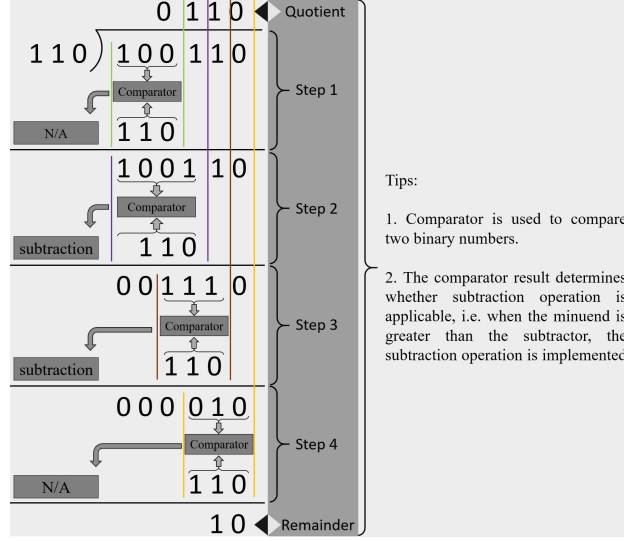 0 1 1 0 Quotient
1 1 0 1 0 0 1 1 0
Comparator
N/A
1 1 0
Step 1
1 0 0 1 1 0
Comparator
subtraction
1 1 0
Step 2
0 0 1 1 1 0
Comparator
subtraction
1 1 0
Step 3
0 0 0 0 1 0
Comparator
N/A
1 1 0
Step 4
1 0 Remainder
Tips:
1. Comparator is used to compare
two binary numbers.
2. The comparator result determines
whether subtraction operation is
applicable, i.e. when the minuend is
greater than the subtractor, the
subtraction operation is implemented